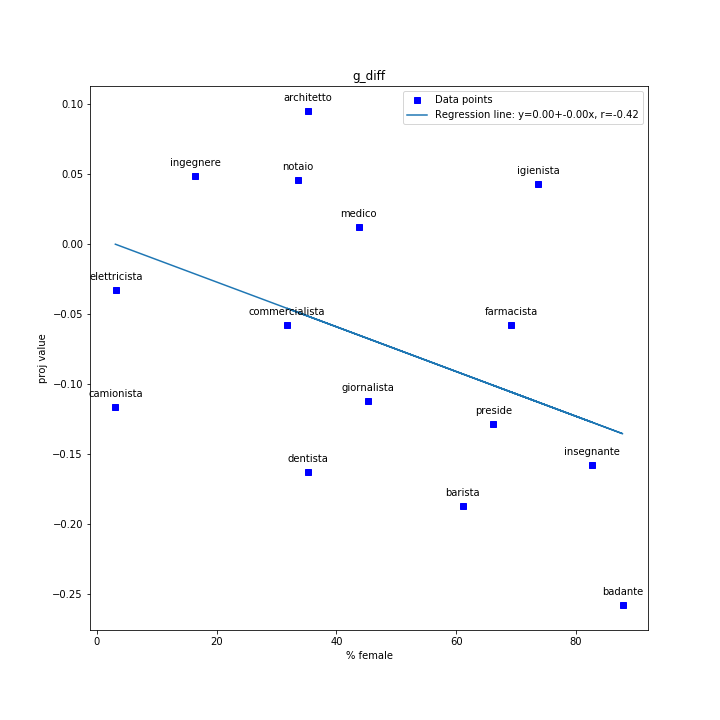 g_diff
Data points
Regression line: y=0.00+-0.00x, r=-0.42
architetto
ingegnere
notaio
igienista
medico
elettricista
commercialista
farmacista
camionista
giornalista
preside
dentista
insegnante
barista
badante
0.10
0.05
0.00
−0.05
−0.10
−0.15
−0.20
−0.25
proj value
0
20
40
60
80
% female